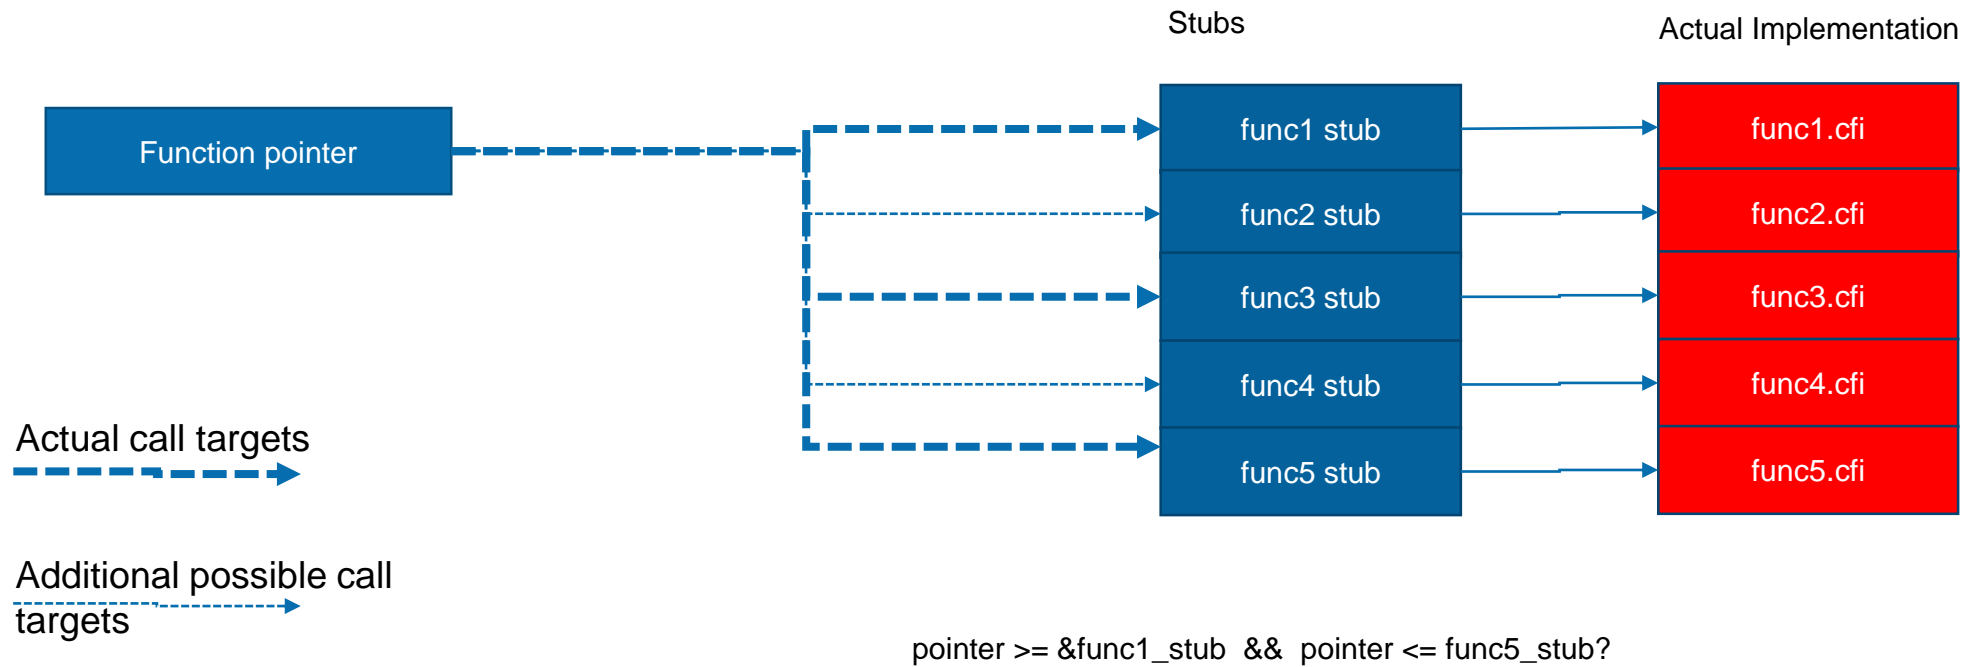 Stubs
Actual Implementation
Function pointer
func1 stub
func1.cfi
func2 stub
func2.cfi
func3 stub
func3.cfi
func4 stub
func4.cfi
func5 stub
func5.cfi
Actual call targets
Additional possible call
targets
pointer >= &func1_stub && pointer <= func5_stub?